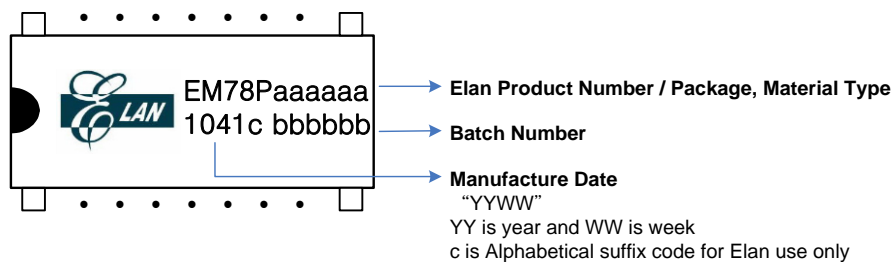 ELAN
EM78Paaaaaa
1041c bbbbbb
Elan Product Number / Package, Material Type
Batch Number
Manufacture Date
“YYWW”
YY is year and WW is week
c is Alphabetical suffix code for Elan use only